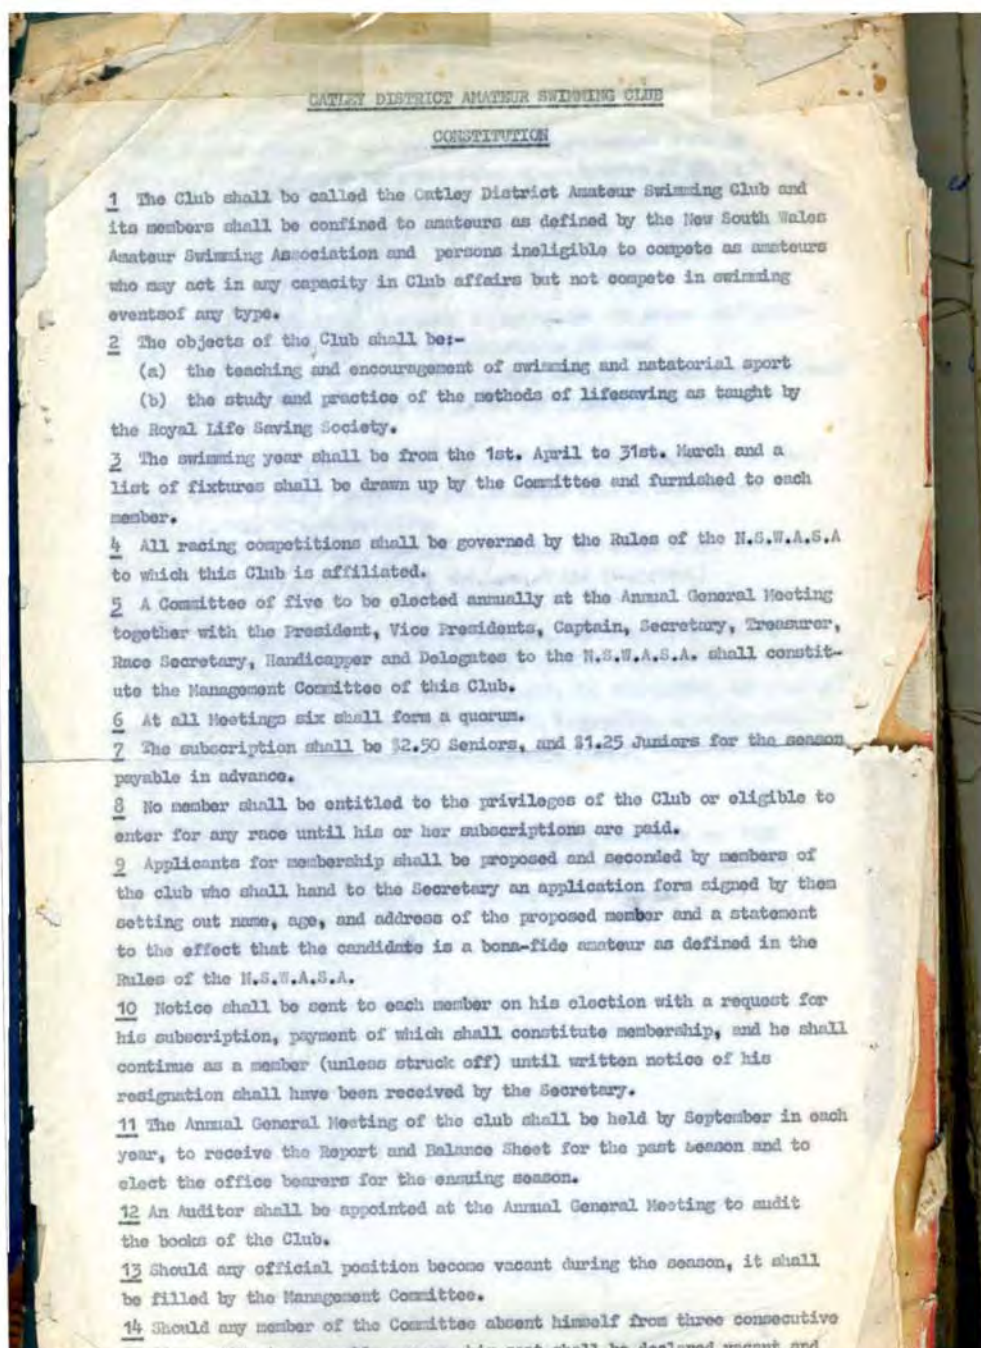 OATLEY DISTRICT AMATEUR SWIMMING CLUB
CONSTITUTION
1 The Club shall be called the Oatley District Amateur Swimming Club and
its members shall be confined to amateurs as defined by the New South Wales
Amateur Swimming Association and persons ineligible to compete as amateurs
who may act in any capacity in Club affairs but not compete in swimming
eventsof any type.
2 The objects of the Club shall be:-
(a) the teaching and encouragement of swimming and natatorial sport
(b) the study and practice of the methods of lifesaving as taught by
the Royal Life Saving Society.
3 The swimming year shall be from the 1st. April to 31st. March and a
list of fixtures shall be drawn up by the Committee and furnished to each
member.
4 All racing competitions shall be governed by the Rules of the N.S.W.A.S.A
to which this Club is affiliated.
5 A Committee of five to be elected annually at the Annual General Meeting
together with the President, Vice Presidents, Captain, Secretary, Treasurer,
Race Secretary, Handicapper and Delegates to the N.S.W.A.S.A. shall constit-
ute the Management Committee of this Club.
6 At all Meetings six shall form a quorum.
7 The subscription shall be $2.50 Seniors, and $1.25 Juniors for the season
payable in advance.
8 No member shall be entitled to the privileges of the Club or eligible to
enter for any race until his or her subscriptions are paid.
9 Applicants for membership shall be proposed and seconded by members of
the club who shall hand to the Secretary an application form signed by them
setting out name, age, and address of the proposed member and a statement
to the effect that the candidate is a bona-fide amateur as defined in the
Rules of the N.S.W.A.S.A.
10 Notice shall be sent to each member on his election with a request for
his subscription, payment of which shall constitute membership, and he shall
continue as a member (unless struck off) until written notice of his
resignation shall have been received by the Secretary.
11 The Annual General Meeting of the club shall be held by September in each
year, to receive the Report and Balance Sheet for the past season and to
elect the office bearers for the ensuing season.
12 An Auditor shall be appointed at the Annual General Meeting to audit
the books of the Club.
13 Should any official position become vacant during the season, it shall
be filled by the Management Committee.
14 Should any member of the Committee absent himself from three consecutive
his seat shall be declared vacant and